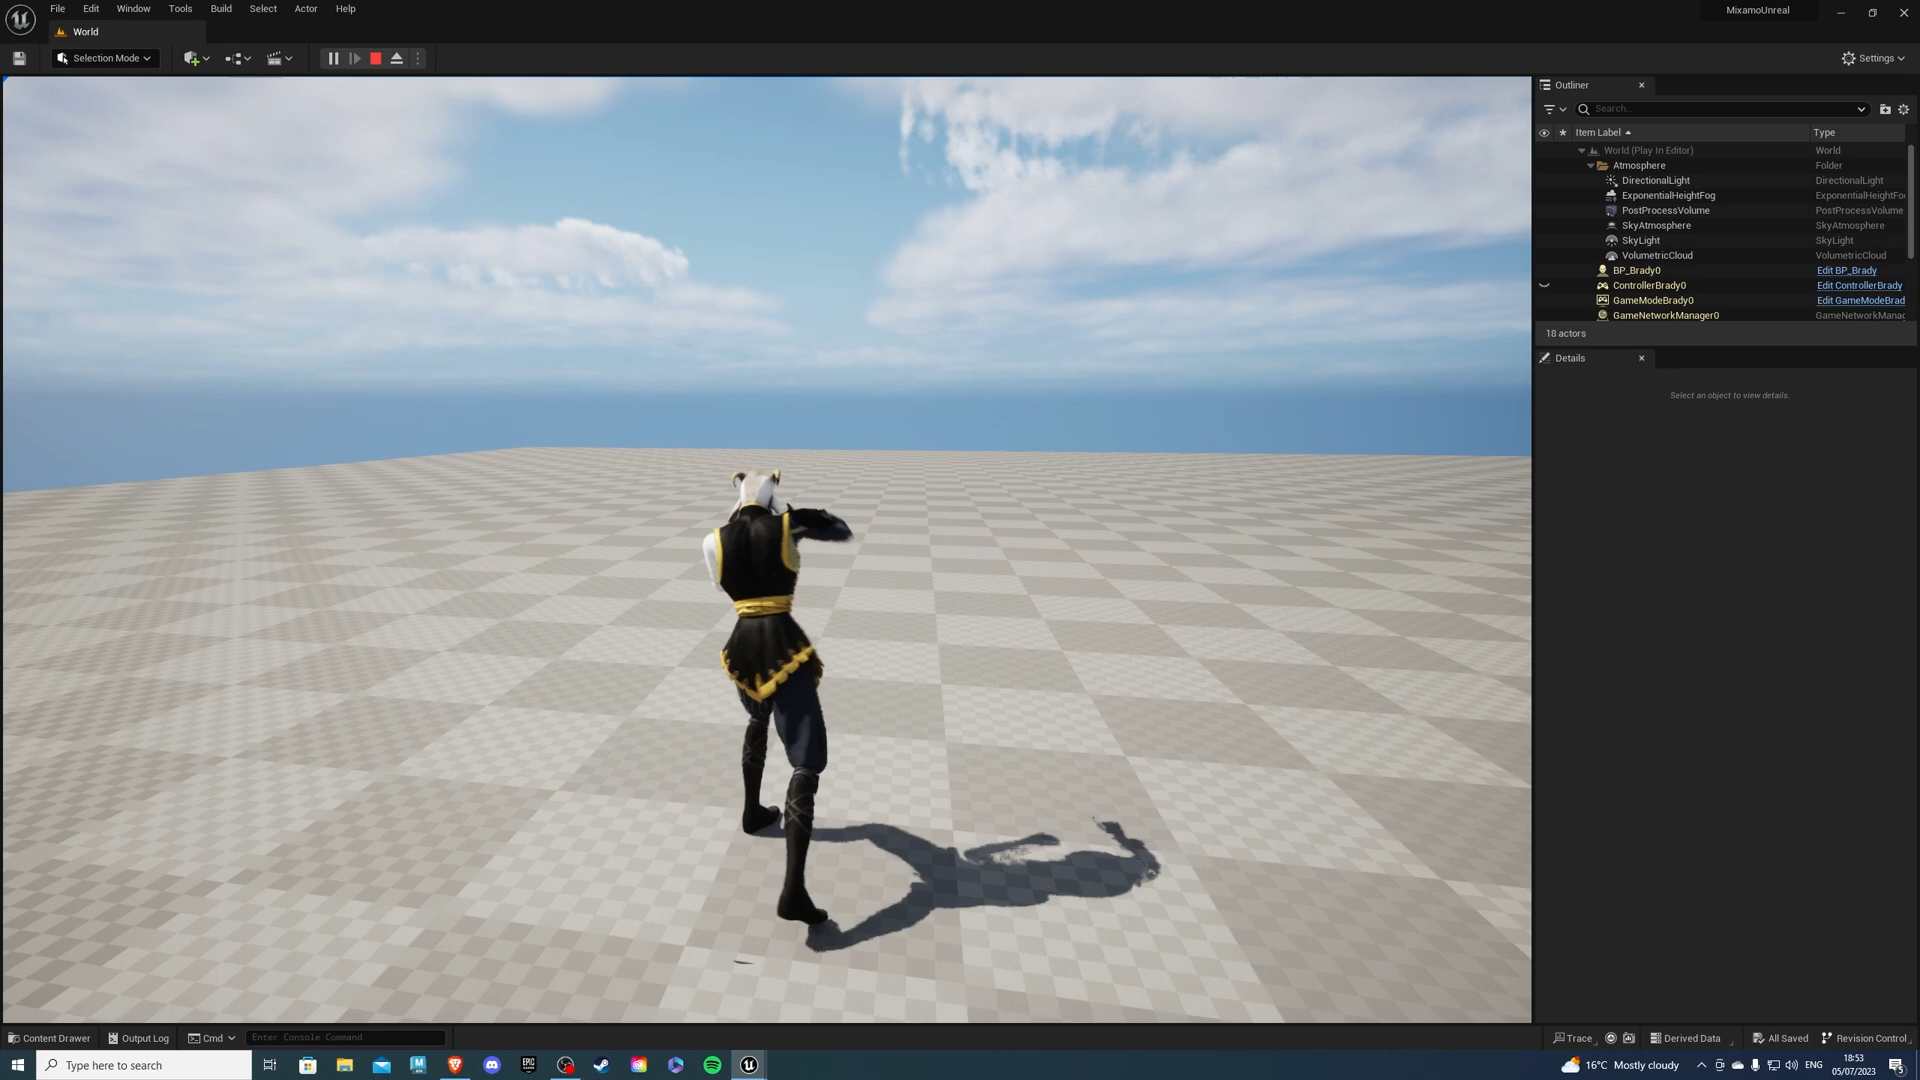 File Edit Window Tools Build Select Actor Help
MixamoUnreal
World
Selection Mode
Settings
Outliner
Search...
Item Label Type
World (Play In Editor) World
Atmosphere Folder
DirectionalLight DirectionalLight
ExponentialHeightFog ExponentialHeightFo
PostProcessVolume PostProcessVolume
SkyAtmosphere SkyAtmosphere
SkyLight SkyLight
VolumetricCloud VolumetricCloud
BP_Brady0 Edit BP_Brady
ControllerBrady0 Edit ControllerBrady
GameModeBrady0 Edit GameModeBrad
GameNetworkManager0 GameNetworkManag
18 actors
Details
Select an object to view details.
Content Drawer Output Log Cmd Enter Console Command
Trace Derived Data All Saved Revision Control
Type here to search
16°C Mostly cloudy ENG
18:53
05/07/2023